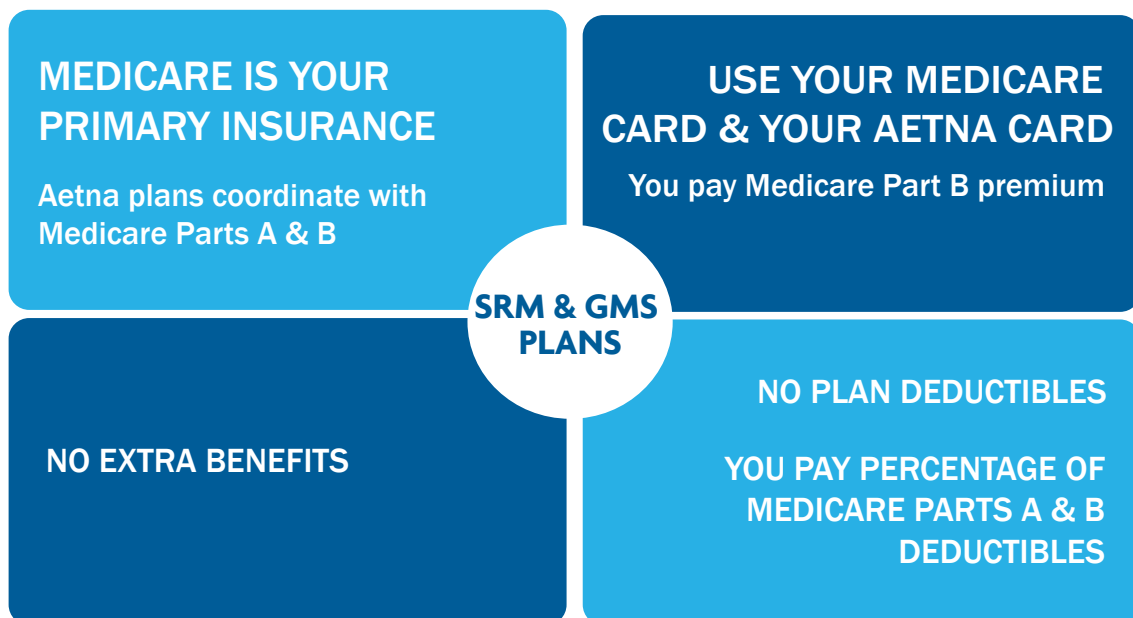 MEDICARE IS YOUR
PRIMARY INSURANCE
Aetna plans coordinate with
Medicare Parts A & B
USE YOUR MEDICARE
CARD & YOUR AETNA CARD
You pay Medicare Part B premium
SRM & GMS
PLANS
NO EXTRA BENEFITS
NO PLAN DEDUCTIBLES
YOU PAY PERCENTAGE OF
MEDICARE PARTS A & B
DEDUCTIBLES